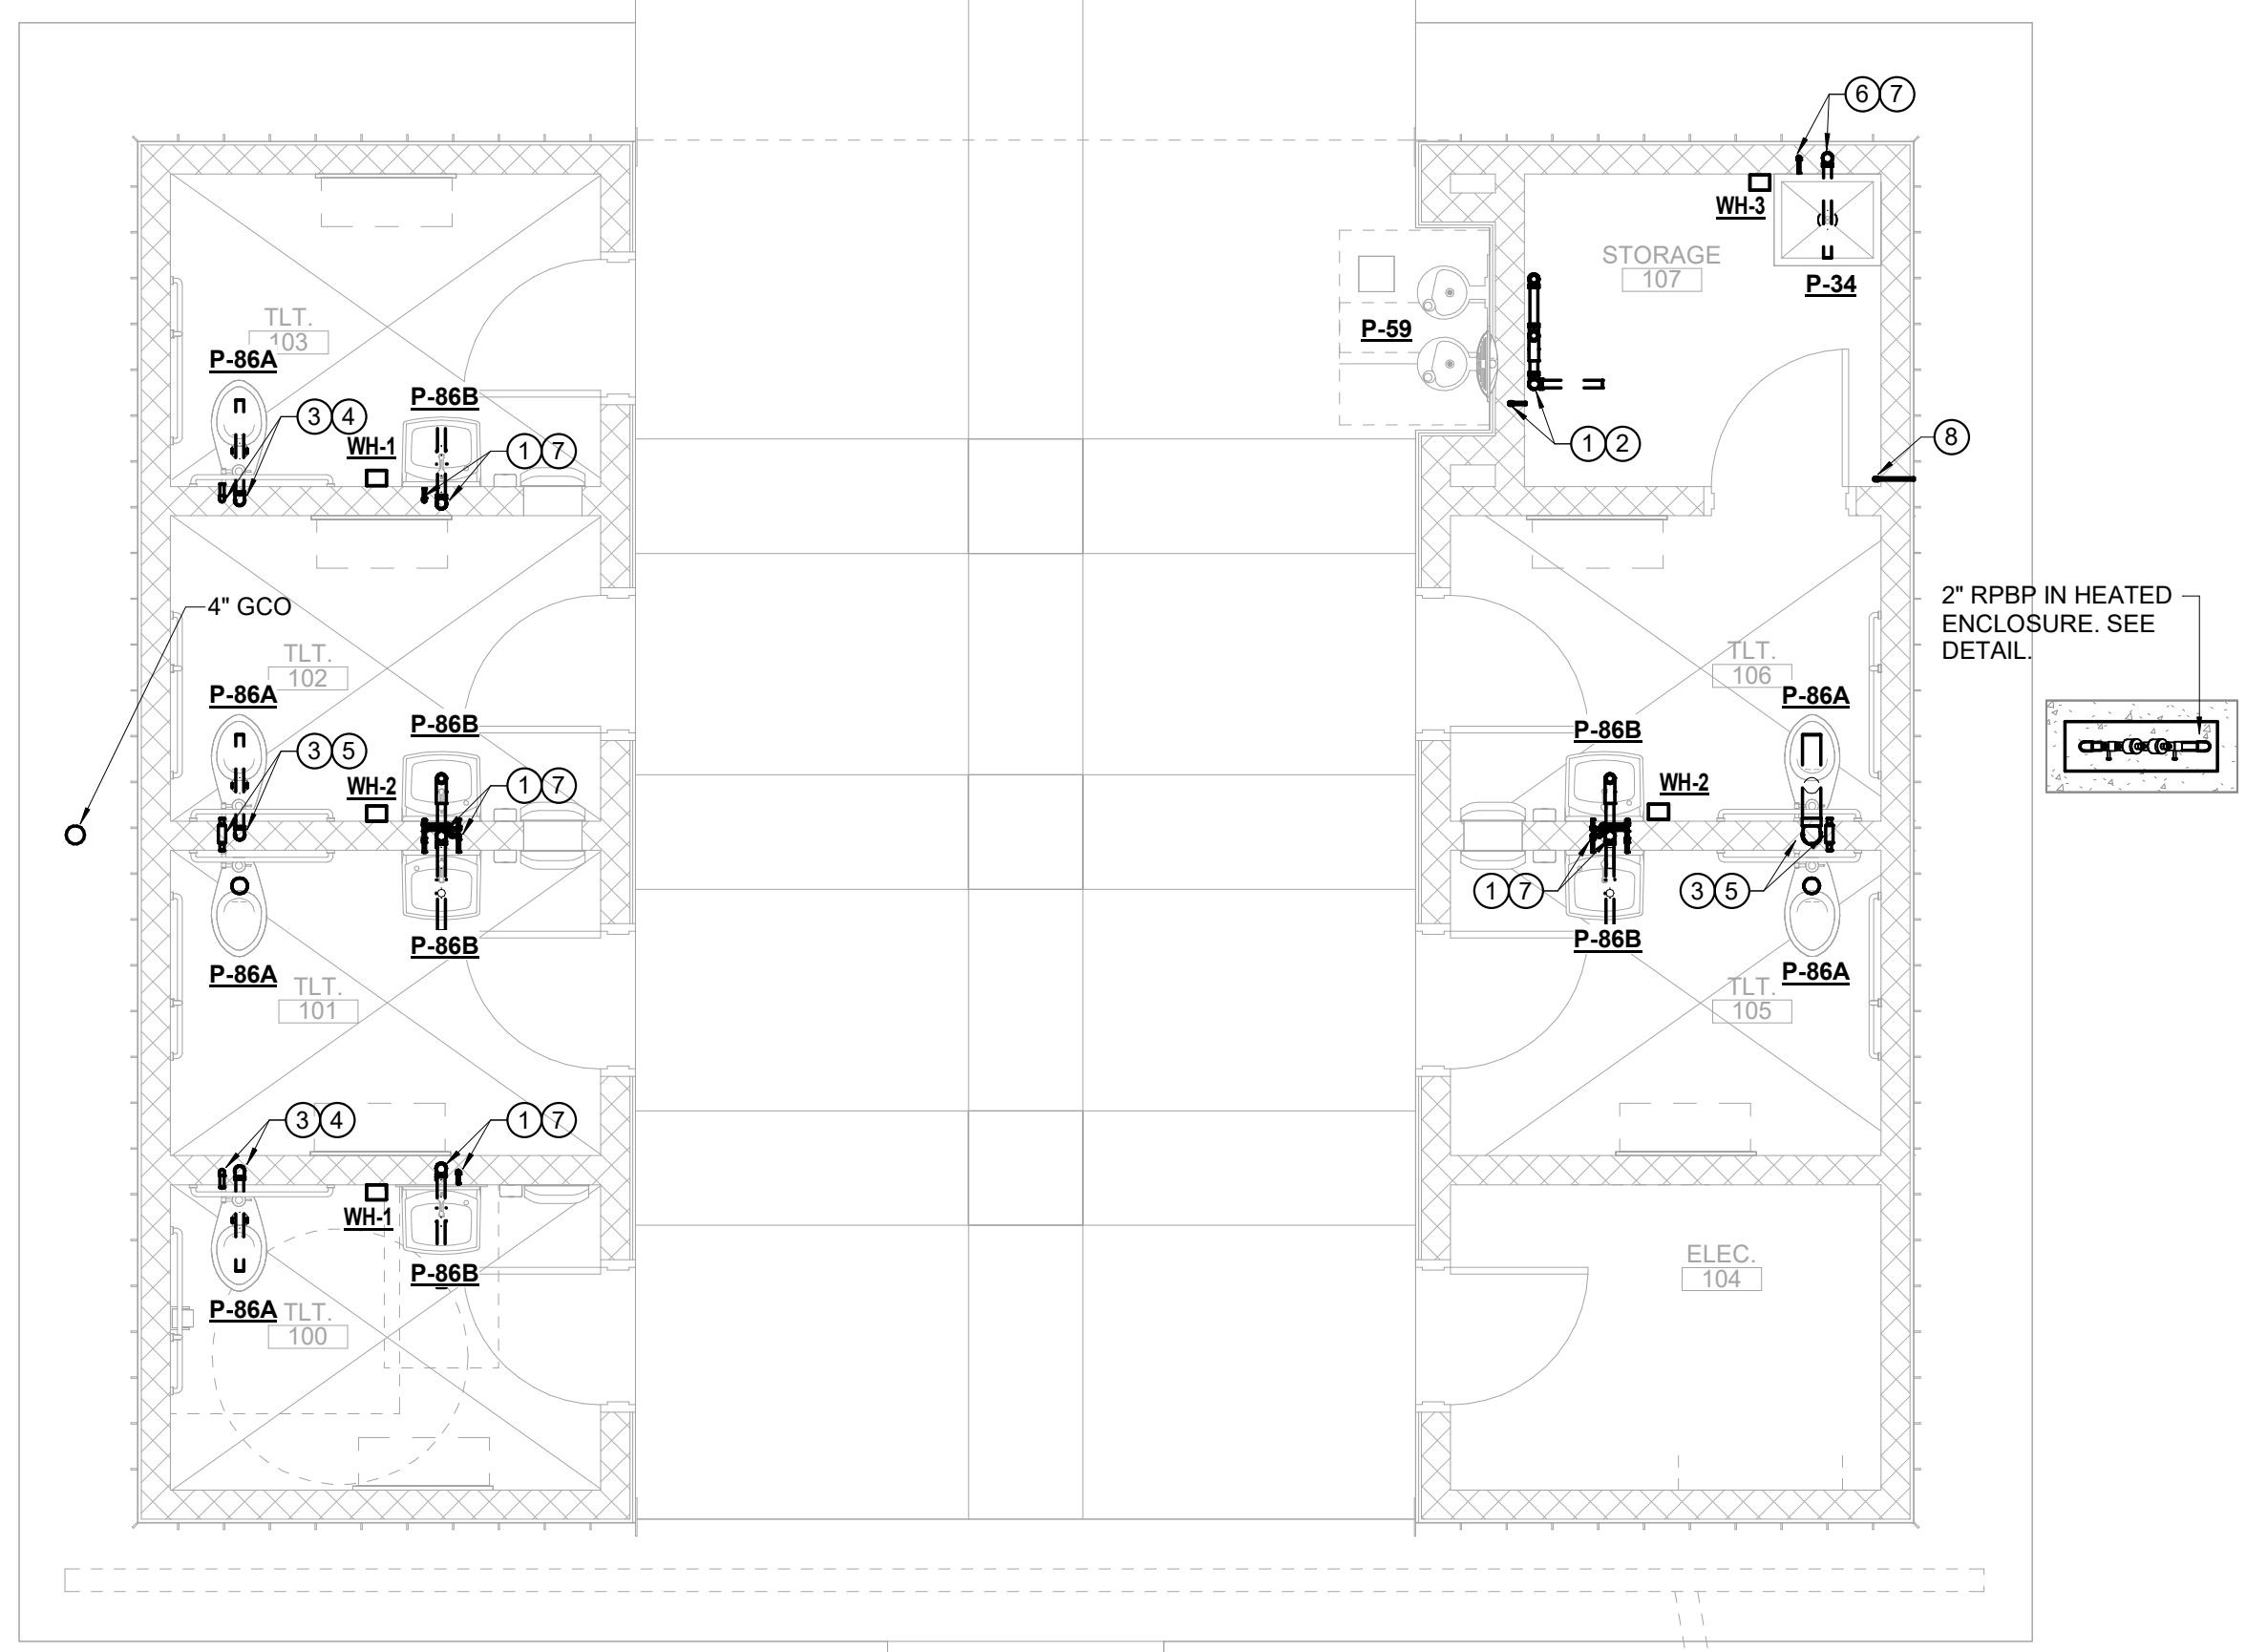 6 7
WH-3
STORAGE
107
P-34
TLT.
103
P-59
P-86A
P-86B
3 4
WH-1
1 7
1 2
8
4" GCO
2" RPBP IN HEATED
ENCLOSURE. SEE
DETAIL.
TLT.
102
TLT.
106
P-86A
P-86A
P-86B
P-86B
3 5
WH-2
1 7
WH-2
1 7
3 5
P-86B
P-86B
P-86A
P-86A
TLT.
101
TLT.
105
3 4
1 7
WH-1
P-86B
ELEC.
104
P-86A
TLT.
100